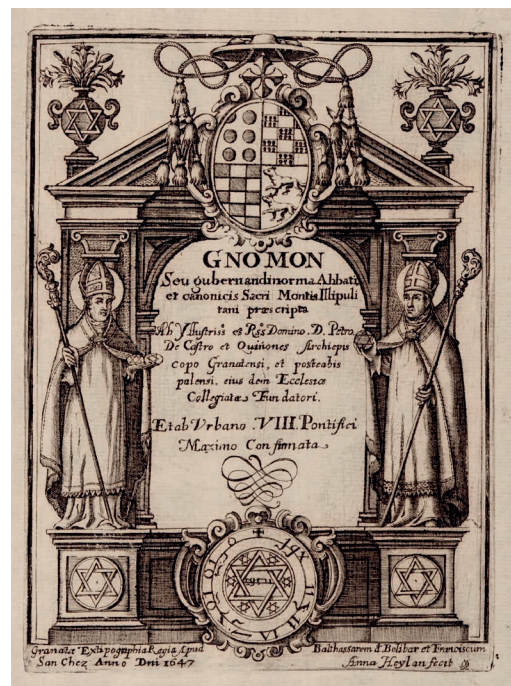 GNOMON
Seu gubernandi norma Abbati
et canonicis Sacri Montis Illipuli
tani præscripta
Ab Yllustriss et Rss Domino. D. Petro
De Castro et Quiñones Archiepis
copo Granatensi, et postea his
palensi, eius dem Ecclesiæ
Collegiatæ Fundatori.
Et ab Vrbano .VIII. Pontifici
Maximo Confirmata
Granatæ Ex tipographia Regia Apud
San Chez Anno Dni 1647
Balthassarem d Bolibar et Franciscum
Anna Heylan fecit